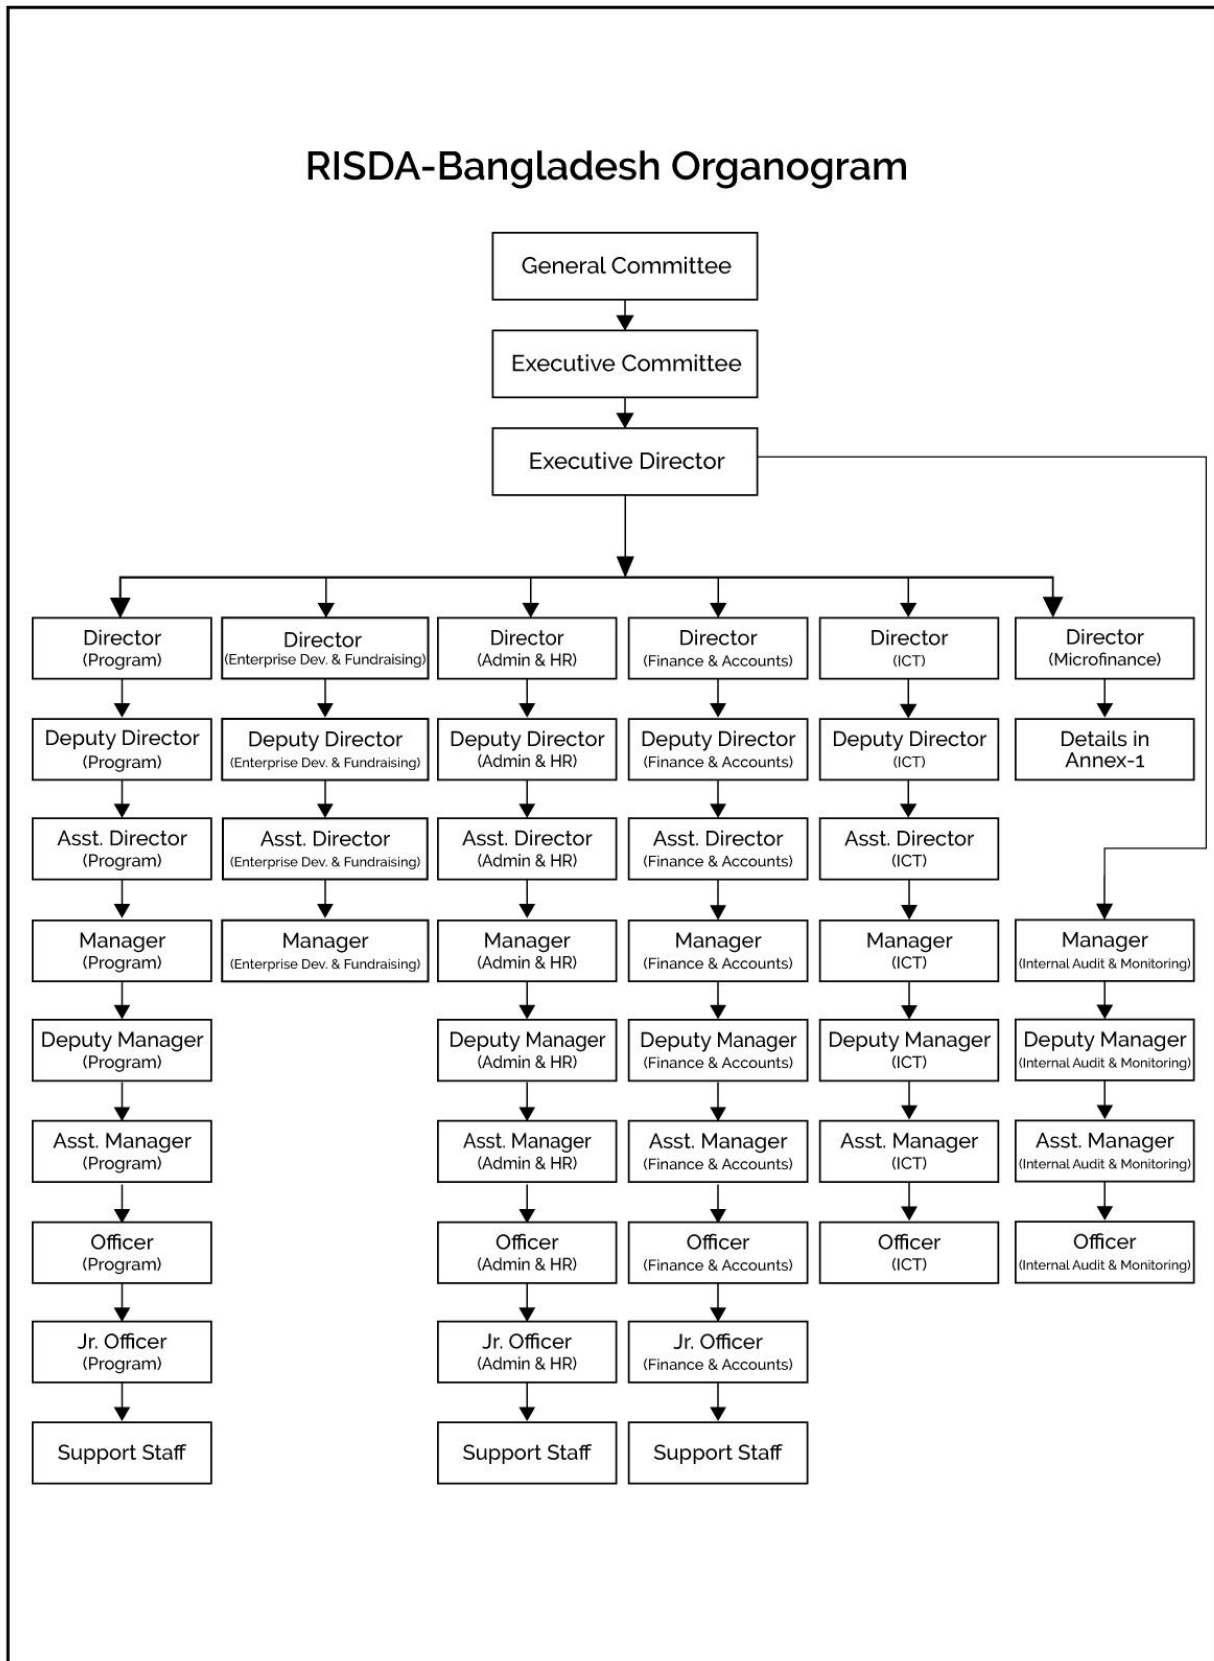 RISDA-Bangladesh Organogram
General Committee
Executive Committee
Executive Director
Director
(Program)
Director
(Enterprise Dev. & Fundraising)
Director
(Admin & HR)
Director
(Finance & Accounts)
Director
(ICT)
Director
(Microfinance)
Deputy Director
(Program)
Deputy Director
(Enterprise Dev. & Fundraising)
Deputy Director
(Admin & HR)
Deputy Director
(Finance & Accounts)
Deputy Director
(ICT)
Details in
Annex-1
Asst. Director
(Program)
Asst. Director
(Enterprise Dev. & Fundraising)
Asst. Director
(Admin & HR)
Asst. Director
(Finance & Accounts)
Asst. Director
(ICT)
Manager
(Program)
Manager
(Enterprise Dev. & Fundraising)
Manager
(Admin & HR)
Manager
(Finance & Accounts)
Manager
(ICT)
Manager
(Internal Audit & Monitoring)
Deputy Manager
(Program)
Deputy Manager
(Admin & HR)
Deputy Manager
(Finance & Accounts)
Deputy Manager
(ICT)
Deputy Manager
(Internal Audit & Monitoring)
Asst. Manager
(Program)
Asst. Manager
(Admin & HR)
Asst. Manager
(Finance & Accounts)
Asst. Manager
(ICT)
Asst. Manager
(Internal Audit & Monitoring)
Officer
(Program)
Officer
(Admin & HR)
Officer
(Finance & Accounts)
Officer
(ICT)
Officer
(Internal Audit & Monitoring)
Jr. Officer
(Program)
Jr. Officer
(Admin & HR)
Jr. Officer
(Finance & Accounts)
Support Staff
Support Staff
Support Staff